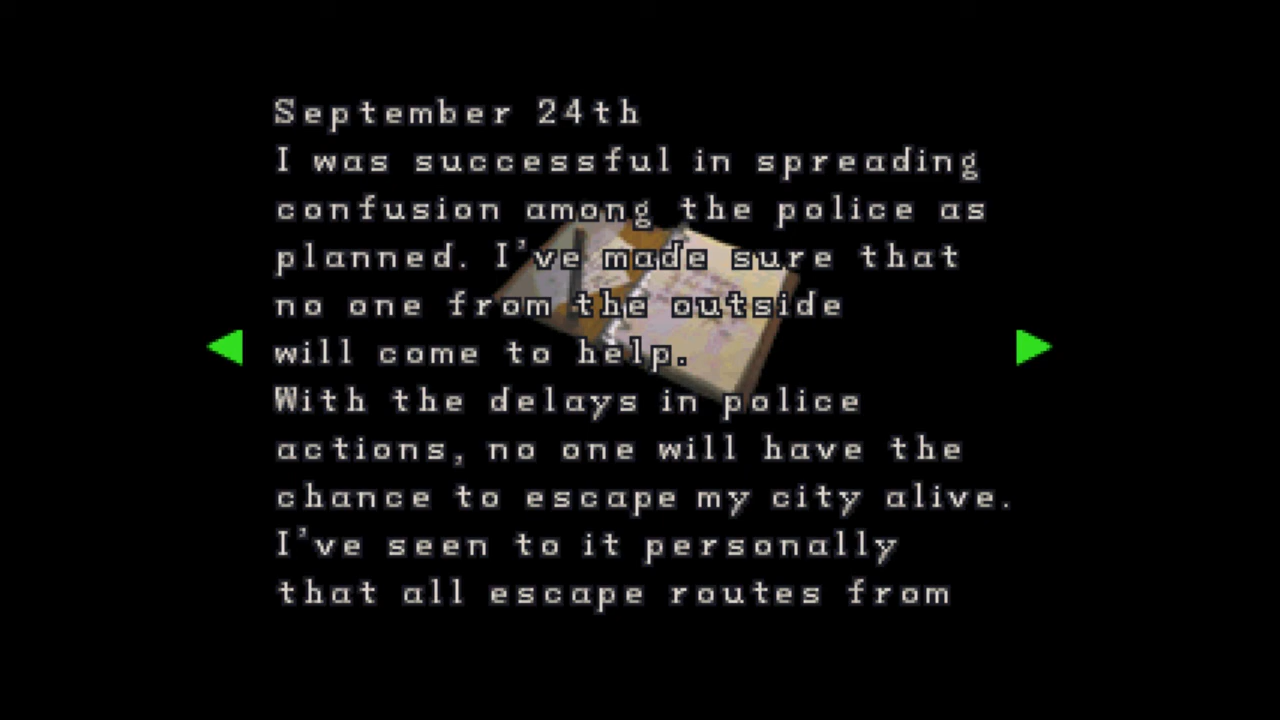 September 24th
I was successful in spreading
confusion among the police as
planned. I've made sure that
no one from the outside
will come to help.
With the delays in police
actions, no one will have the
chance to escape my city alive.
I've seen to it personally
that all escape routes from